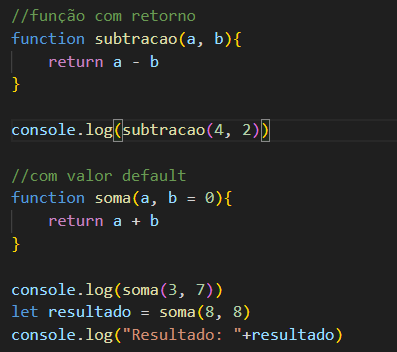 //função com retorno
function subtracao(a, b){
    return a - b
}
console.log(subtracao(4, 2))
//com valor default
function soma(a, b = 0){
    return a + b
}
console.log(soma(3, 7))
let resultado = soma(8, 8)
console.log("Resultado: "+resultado)